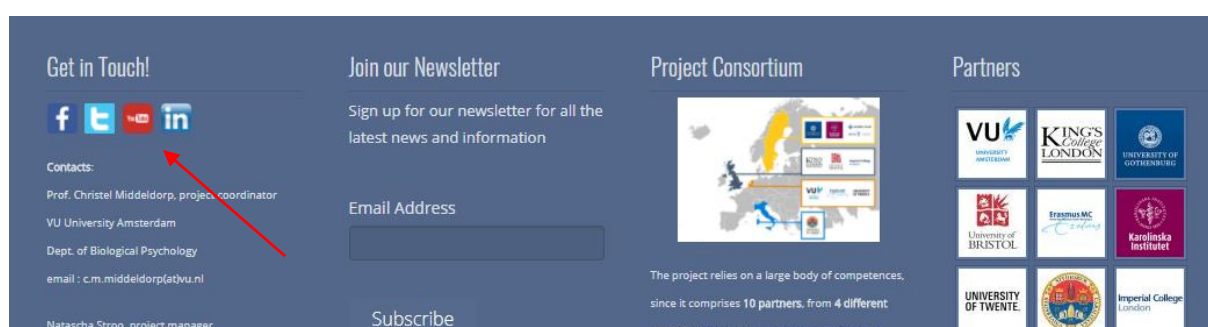 Get in Touch!
Contacts:
Prof. Christel Middeldorp, project coordinator
VU University Amsterdam
Dept. of Biological Psychology
email : c.m.middeldorp(at)vu.nl
Natascha Stroo, project manager
Join our Newsletter
Sign up for our newsletter for all the
latest news and information
Email Address
Subscribe
Project Consortium
The project relies on a large body of competences,
since it comprises 10 partners, from 4 different
Partners
VU
UNIVERSITY
AMSTERDAM
KING'S
College
LONDON
UNIVERSITY OF
GOTHENBURG
University of
BRISTOL
Erasmus MC
Karolinska
Institutet
UNIVERSITY
OF TWENTE.
Imperial College
London